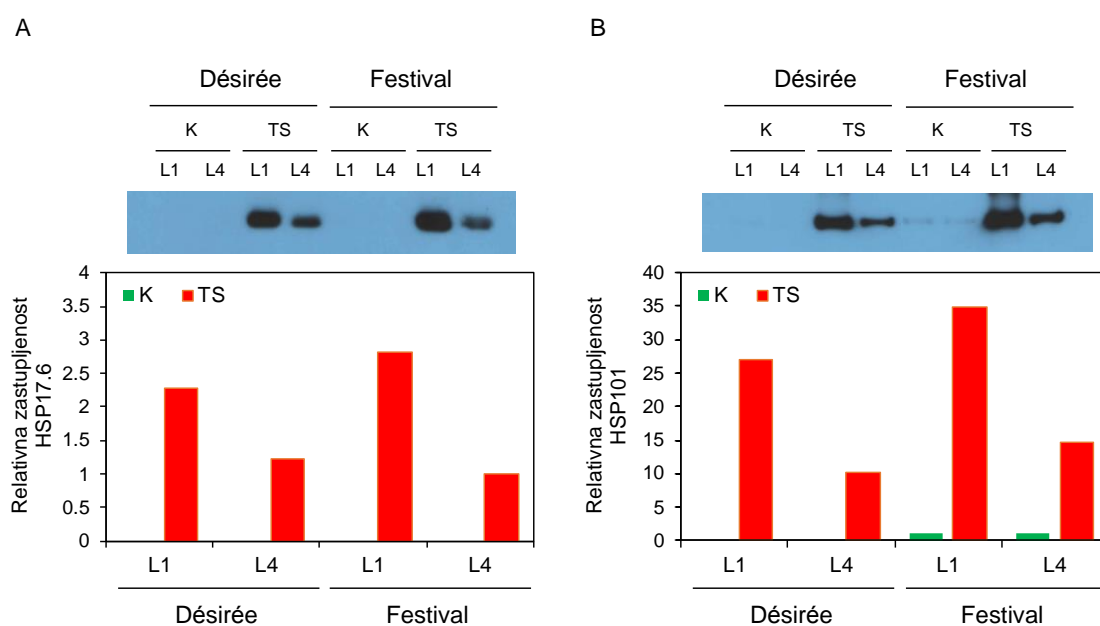 A
Désirée Festival
K TS K TS
L1 L4 L1 L4 L1 L4 L1 L4
Relativna zastupljenost
HSP17.6
4
3.5
3
2.5
2
1.5
1
0.5
0
K TS
L1 L4 L1 L4
Désirée Festival
B
Désirée Festival
K TS K TS
L1 L4 L1 L4 L1 L4 L1 L4
Relativna zastupljenost
HSP101
40
35
30
25
20
15
10
5
0
K TS
L1 L4 L1 L4
Désirée Festival